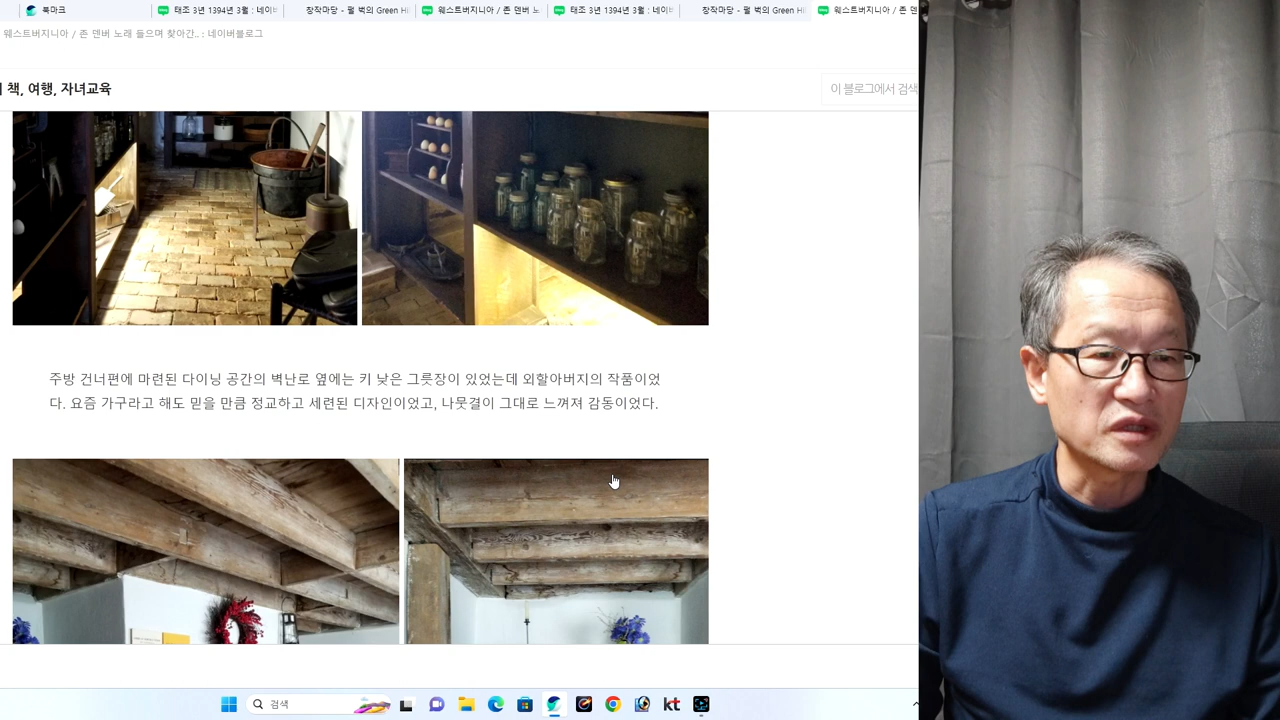 북마크
태조 3년 1394년 3월 : 네이버
창작마당 - 펄 벅의 Green Hi
웨스트버지니아 / 존 덴버 노
태조 3년 1394년 3월 : 네이버
창작마당 - 펄 벅의 Green Hi
웨스트버지니아 / 존 덴
웨스트버지니아 / 존 덴버 노래 들으며 찾아간.. : 네이버블로그
책, 여행, 자녀교육
이 블로그에서 검색
주방 건너편에 마련된 다이닝 공간의 벽난로 옆에는 키 낮은 그릇장이 있었는데 외할아버지의 작품이었
다. 요즘 가구라고 해도 믿을 만큼 정교하고 세련된 디자인이었고, 나뭇결이 그대로 느껴져 감동이었다.
검색
kt